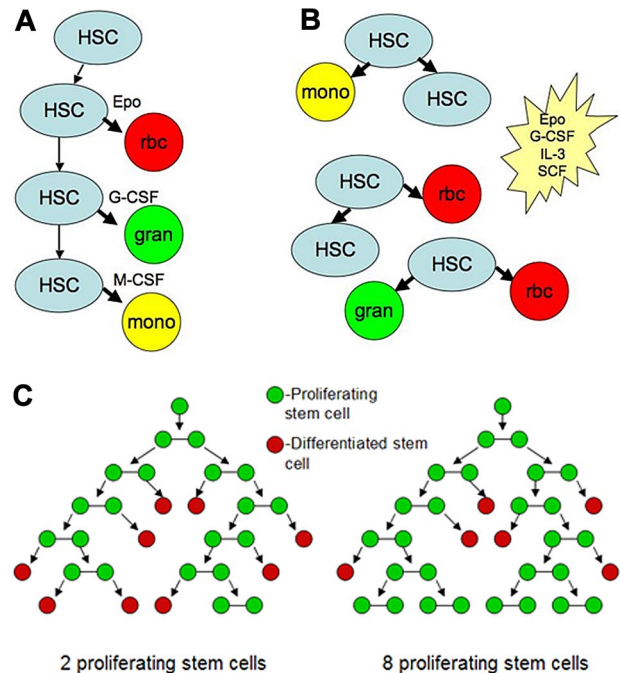 A
HSC
HSC
Epo
rbc
HSC
G-CSF
gran
HSC
M-CSF
mono
B
HSC
mono
HSC
Epo
G-CSF
IL-3
SCF
HSC
rbc
HSC
HSC
gran
rbc
C
-Proliferating
stem cell
-Differentiated stem
cell
2 proliferating stem cells
8 proliferating stem cells